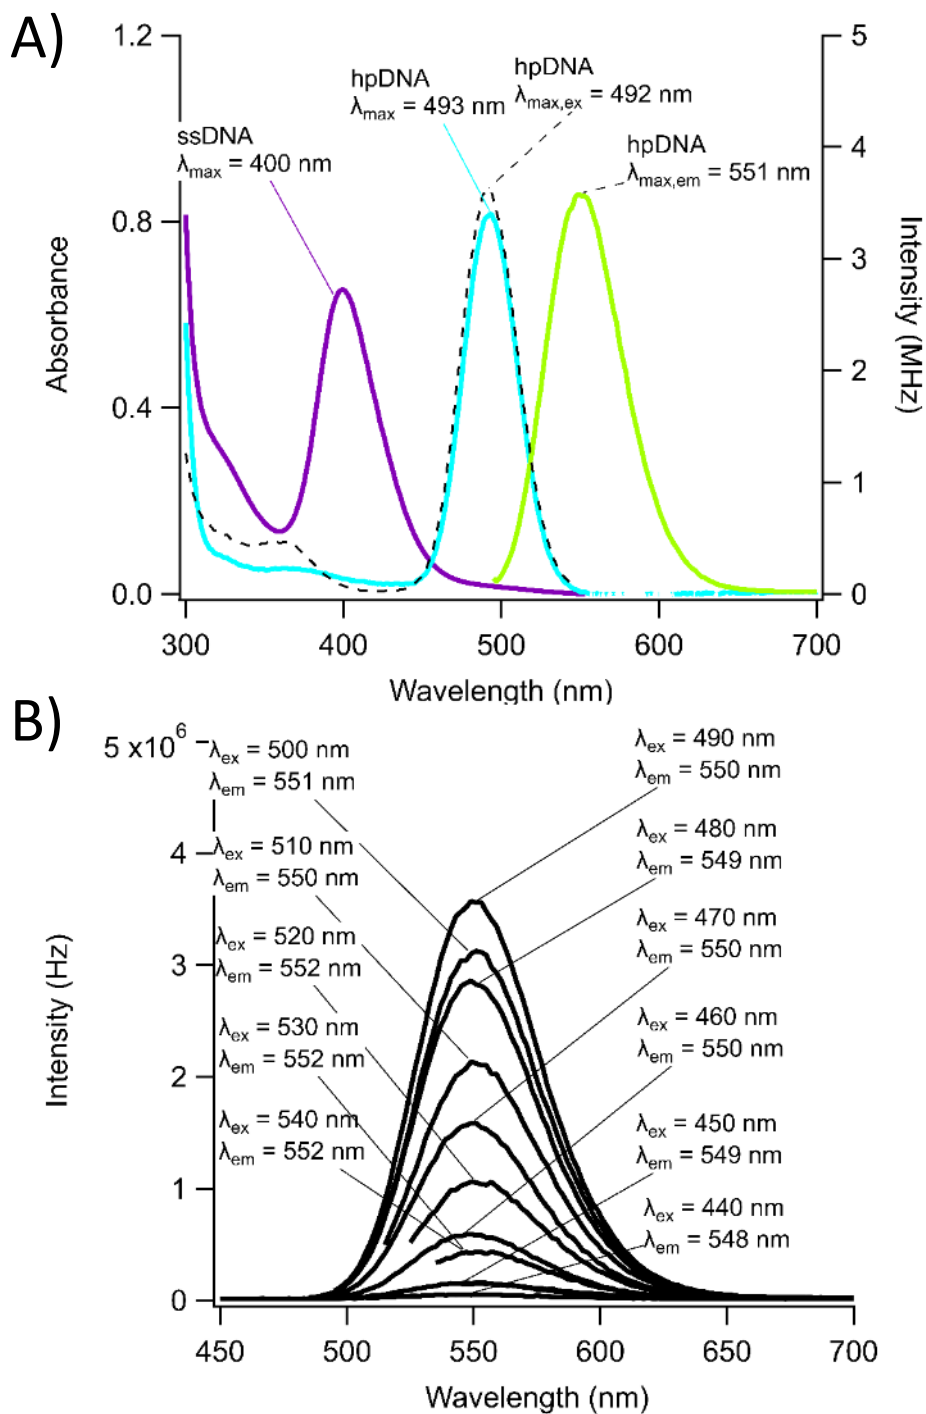 A)
1.2
0.8
0.4
0.0
Absorbance
5
4
3
2
1
0
Intensity (MHz)
ssDNA
λmax = 400 nm
hpDNA
λmax = 493 nm
hpDNA
λmax,ex = 492 nm
hpDNA
λmax,em = 551 nm
300 400 500 600 700
Wavelength (nm)
B)
5 x10⁶
4
3
2
1
0
Intensity (Hz)
λex = 500 nm
λem = 551 nm
λex = 510 nm
λem = 550 nm
λex = 520 nm
λem = 552 nm
λex = 530 nm
λem = 552 nm
λex = 540 nm
λem = 552 nm
λex = 490 nm
λem = 550 nm
λex = 480 nm
λem = 549 nm
λex = 470 nm
λem = 550 nm
λex = 460 nm
λem = 550 nm
λex = 450 nm
λem = 549 nm
λex = 440 nm
λem = 548 nm
450 500 550 600 650 700
Wavelength (nm)